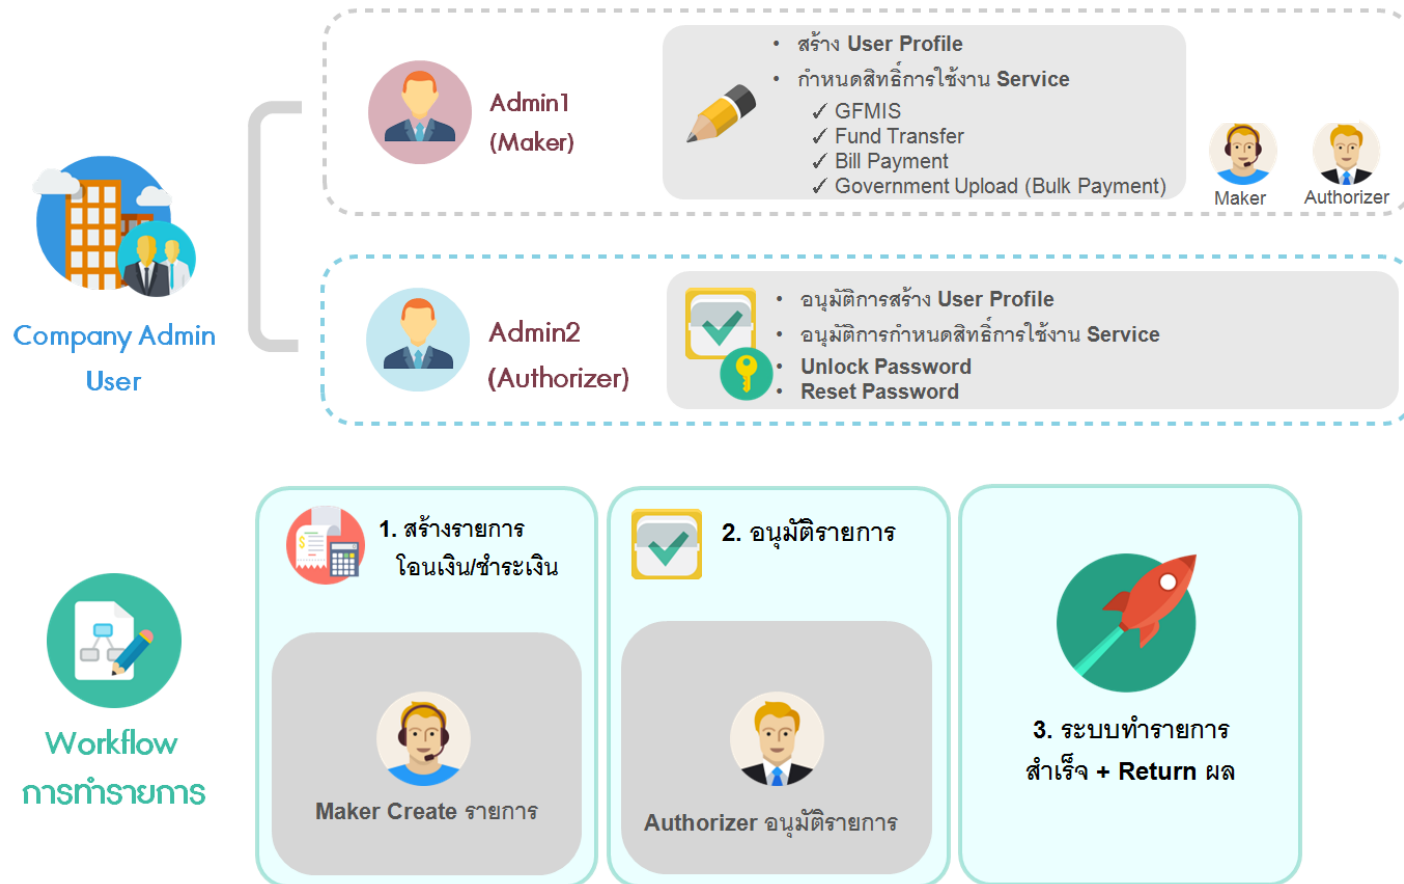 Company Admin
User
Admin1
(Maker)
• สร้าง User Profile
• กำหนดสิทธิ์การใช้งาน Service
✓ GFMIS
✓ Fund Transfer
✓ Bill Payment
✓ Government Upload (Bulk Payment)
Maker
Authorizer
Admin2
(Authorizer)
• อนุมัติการสร้าง User Profile
• อนุมัติการกำหนดสิทธิ์การใช้งาน Service
• Unlock Password
• Reset Password
Workflow
การทำรายการ
1. สร้างรายการ
โอนเงิน/ชำระเงิน
Maker Create รายการ
2. อนุมัติรายการ
Authorizer อนุมัติรายการ
3. ระบบทำรายการ
สำเร็จ + Return ผล